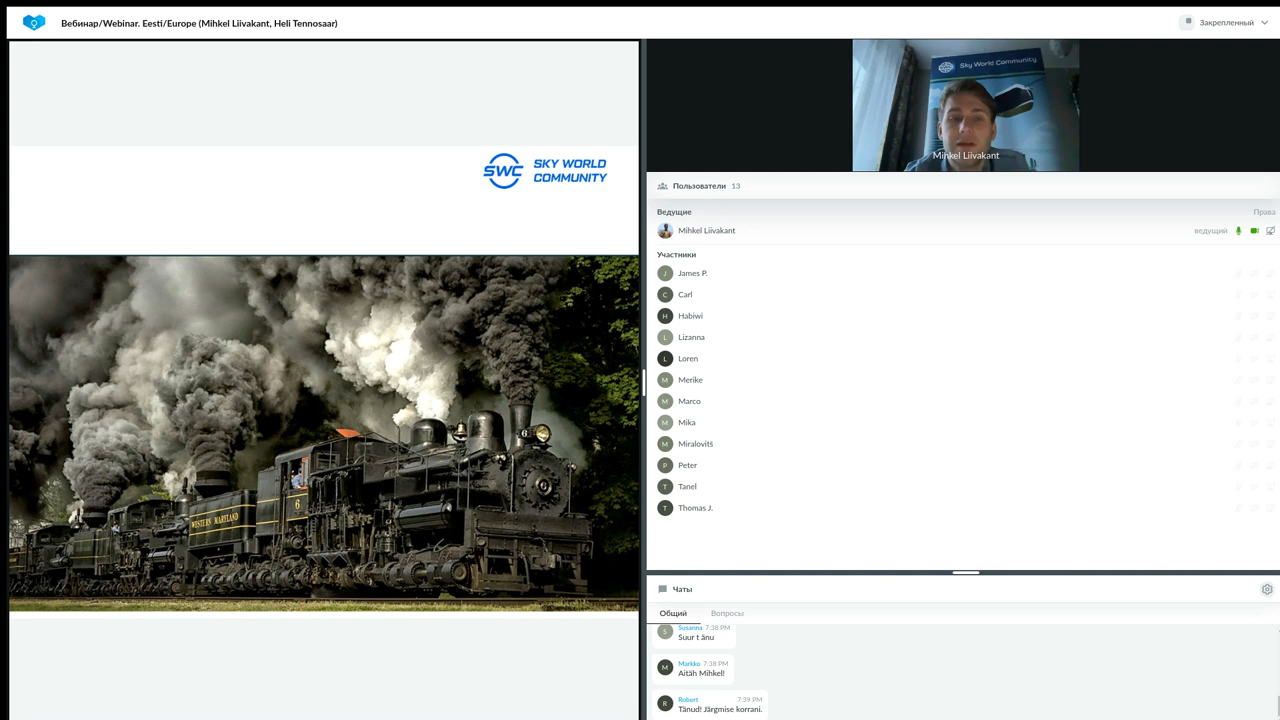 Вебинар/Webinar. Eesti/Europe (Mihkel Liivakant, Heli Tennosaar)
Закрепленный
SWC SKY WORLD
COMMUNITY
WESTERN MARYLAND
6
6
Sky World Community
Mihkel Liivakant
Пользователи 13
Ведущие Права
Mihkel Liivakant ведущий
Участники
J James P.
C Carl
H Habiwi
L Lizanna
L Loren
M Merike
M Marco
M Mika
M Miralovitš
P Peter
T Tanel
T Thomas J.
Чаты
Общий Вопросы
S Susanna 7:38 PM
Suur t änu
M Markko 7:38 PM
Aitäh Mihkel!
R Robert 7:39 PM
Tänud! Järgmise korrani.